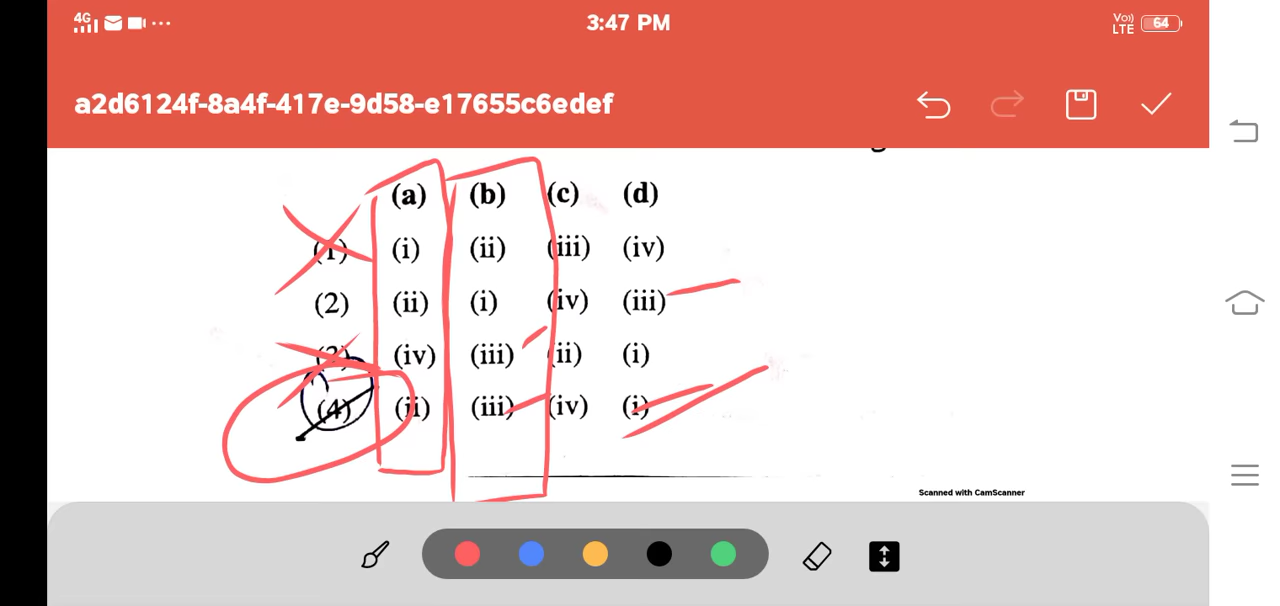 4G 3:47 PM Vo)) LTE 64
a2d6124f-8a4f-417e-9d58-e17655c6edef
(a) (b) (c) (d)
(1) (i) (ii) (iii) (iv)
(2) (ii) (i) (iv) (iii)
(3) (iv) (iii) (ii) (i)
(4) (ii) (iii) (iv) (i)
Scanned with CamScanner